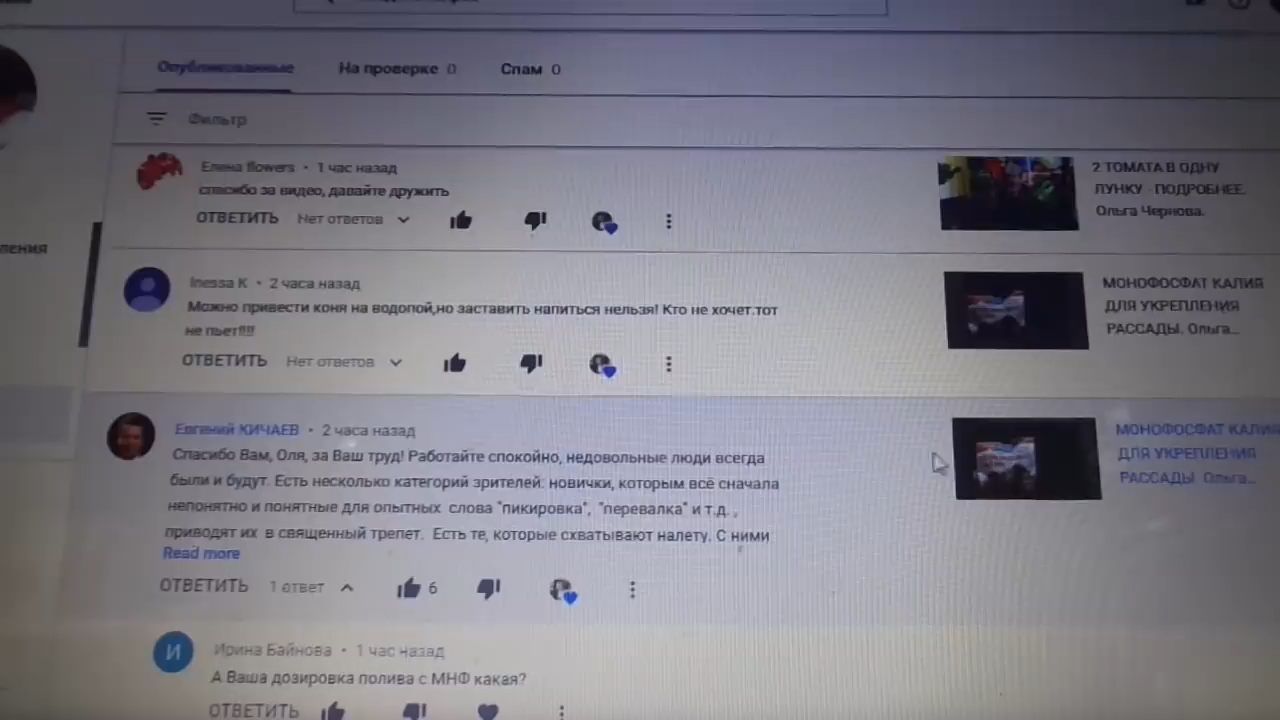 Опубликованные На проверке 0 Спам 0
Фильтр
Елена flowers • 1 час назад
спасибо за видео, давайте дружить
ОТВЕТИТЬ Нет ответов
2 ТОМАТА В ОДНУ
ЛУНКУ - ПОДРОБНЕЕ.
Ольга Чернова.
ления
Inessa K • 2 часа назад
Можно привести коня на водопой,но заставить напиться нельзя! Кто не хочет.тот
не пьет!!!!
ОТВЕТИТЬ Нет ответов
МОНОФОСФАТ КАЛИЯ
ДЛЯ УКРЕПЛЕНИЯ
РАССАДЫ. Ольга...
Евгений КИЧАЕВ • 2 часа назад
Спасибо Вам, Оля, за Ваш труд! Работайте спокойно, недовольные люди всегда
были и будут. Есть несколько категорий зрителей: новички, которым всё сначала
непонятно и понятные для опытных слова "пикировка", "перевалка" и т.д. ,
приводят их в священный трепет. Есть те, которые схватывают налету. С ними
Read more
ОТВЕТИТЬ 1 ответ 6
МОНОФОСФАТ КАЛИЯ
ДЛЯ УКРЕПЛЕНИЯ
РАССАДЫ. Ольга...
И
Ирина Байнова • 1 час назад
А Ваша дозировка полива с МНФ какая?
ОТВЕТИТЬ